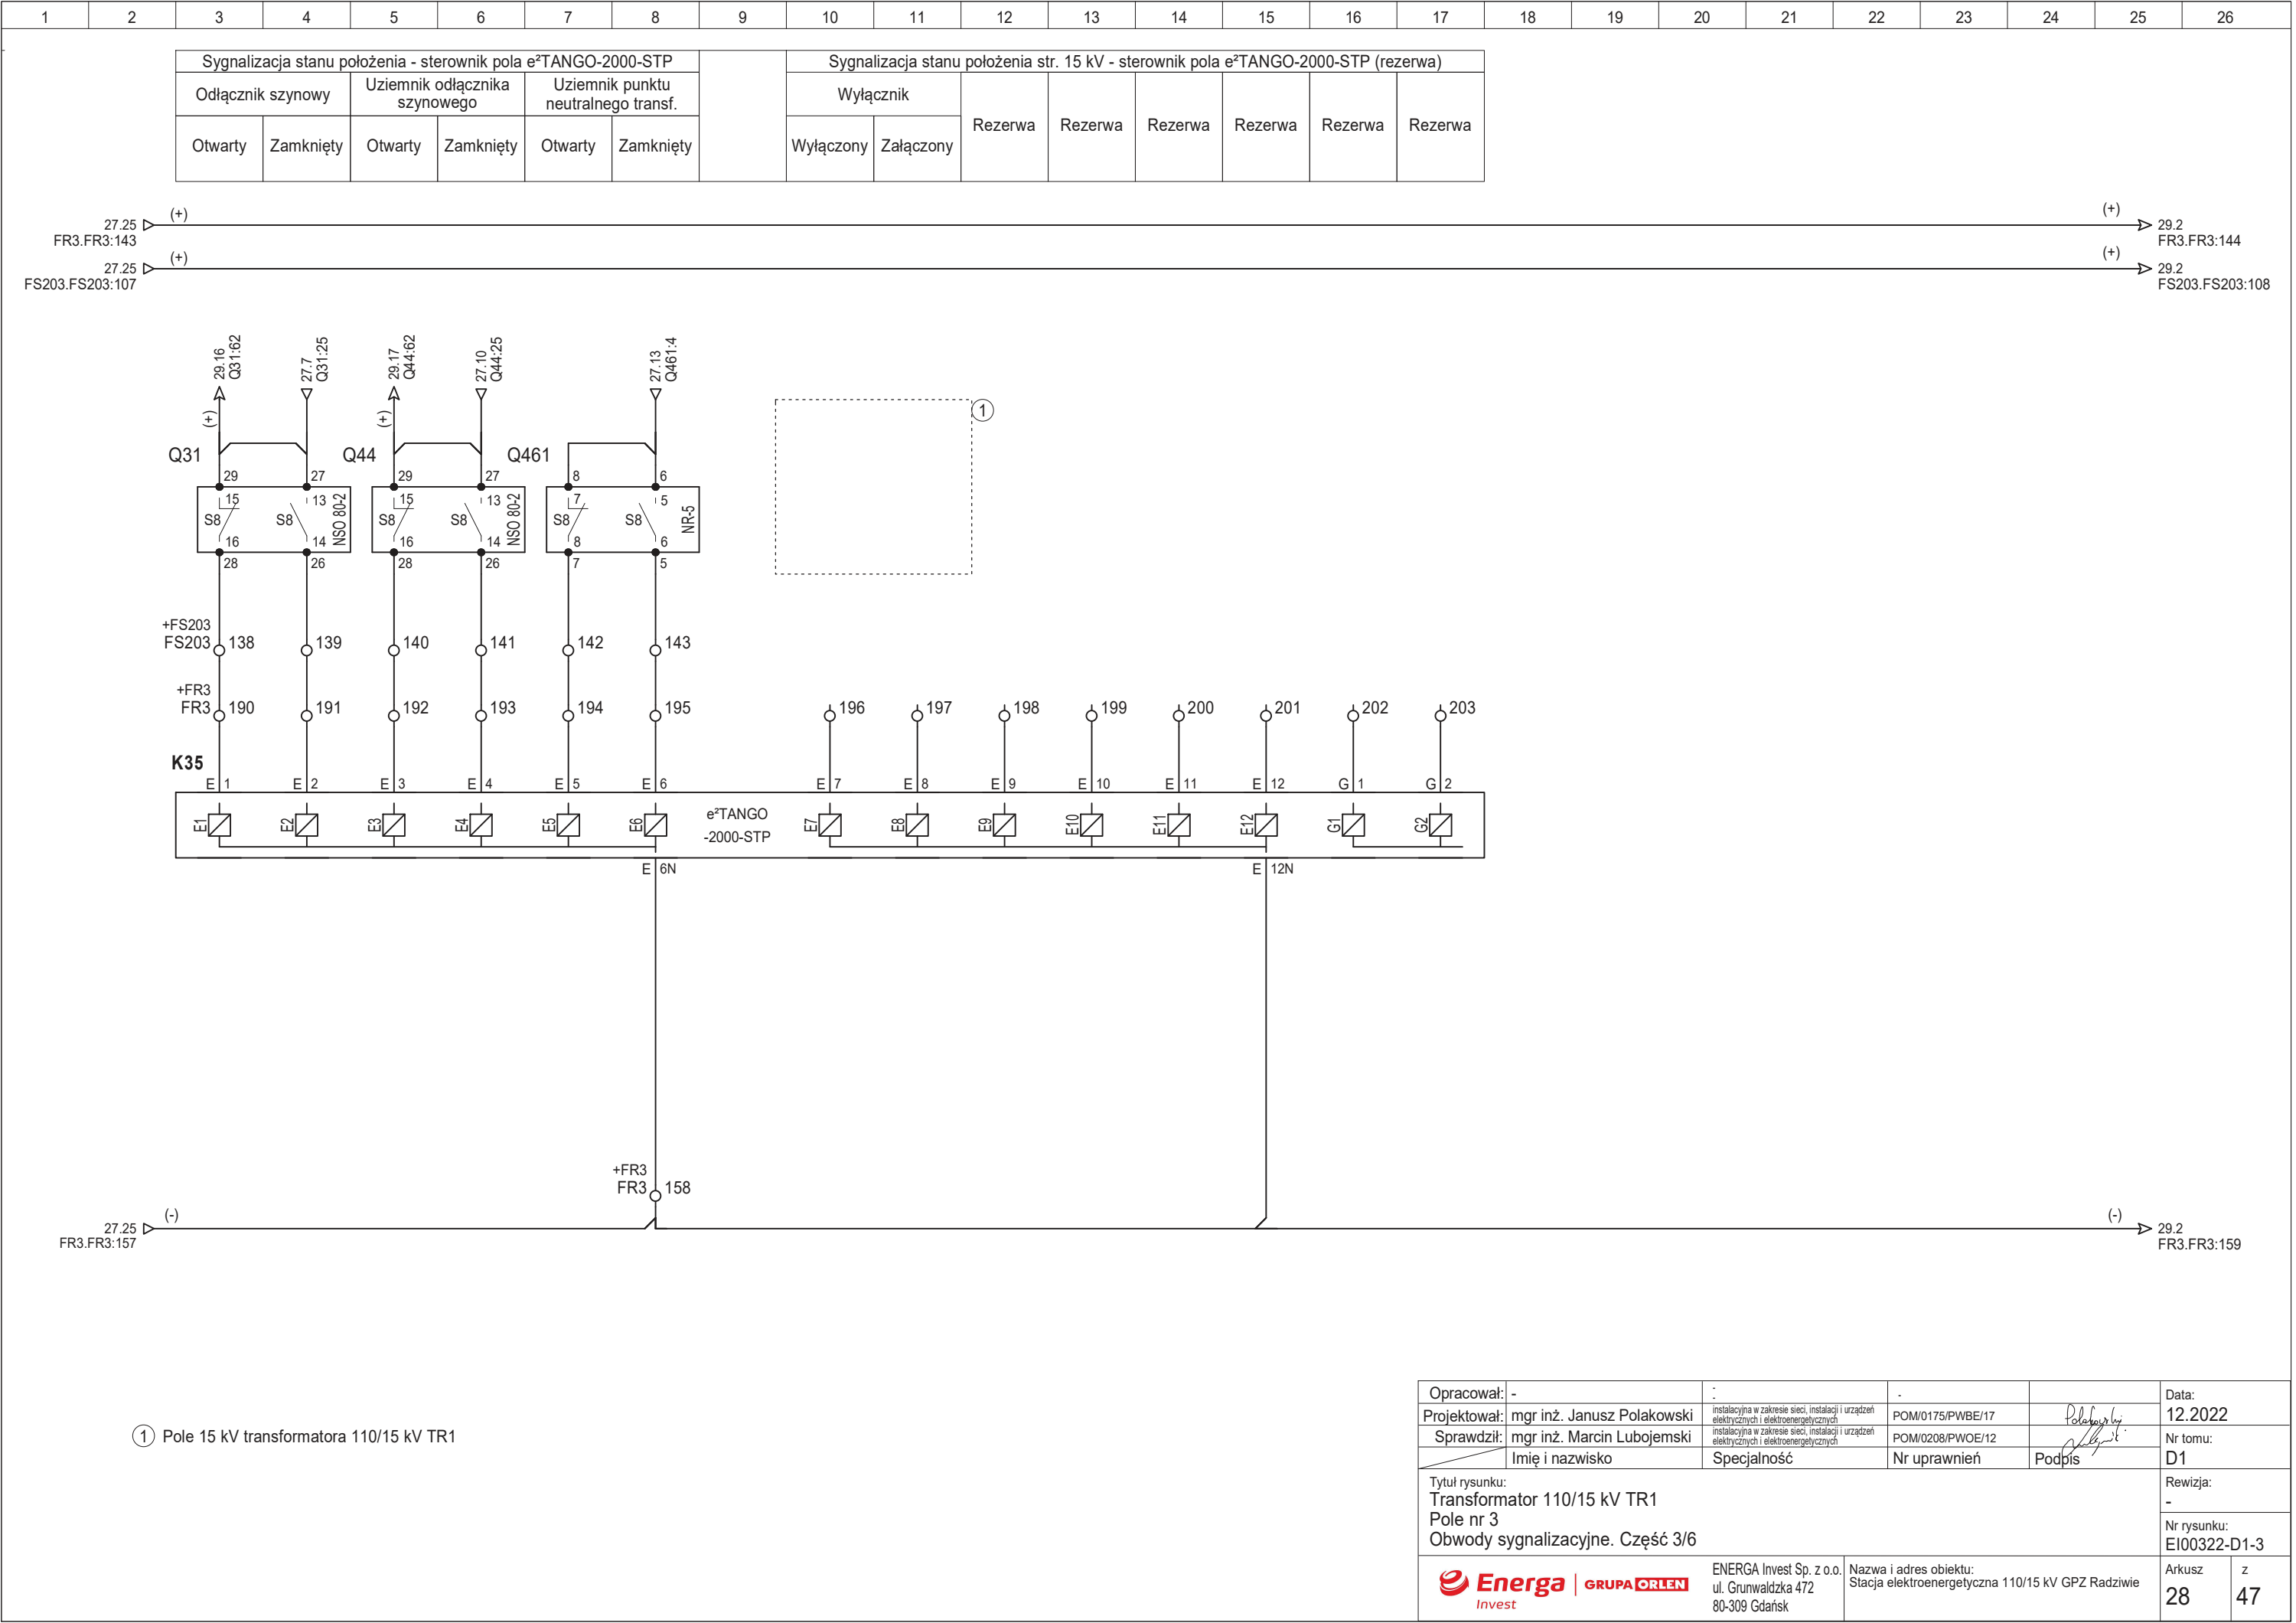 1 2 3 4 5 6 7 8 9 10 11 12 13 14 15 16 17 18 19 20 21 22 23 24 25 26
Sygnalizacja stanu położenia - sterownik pola e²TANGO-2000-STP
Sygnalizacja stanu położenia str. 15 kV - sterownik pola e²TANGO-2000-STP (rezerwa)
Odłącznik szynowy
Uziemnik odłącznika
szynowego
Uziemnik punktu
neutralnego transf.
Wyłącznik
Rezerwa Rezerwa Rezerwa Rezerwa Rezerwa Rezerwa
Otwarty Zamknięty Otwarty Zamknięty Otwarty Zamknięty
Wyłączony Załączony
27.25 (+) (+) 29.2
FR3.FR3:143 FR3.FR3:144
27.25 (+) (+) 29.2
FS203.FS203:107 FS203.FS203:108
29.16
Q31:62
27.7
Q31:25
29.17
Q44:62
27.10
Q44:25
27.13
Q461:4
(+) (+)
1
Q31 Q44 Q461
29 27 29 27 8 6
15 13 15 13 7 5
S8 S8 NSO 80-2 S8 S8 NSO 80-2 S8 S8 NR-5
16 14 16 14 8 6
28 26 28 26 7 5
+FS203
FS203 138 139 140 141 142 143
+FR3
FR3 190 191 192 193 194 195 196 197 198 199 200 201 202 203
K35
E 1 E 2 E 3 E 4 E 5 E 6 E 7 E 8 E 9 E 10 E 11 E 12 G 1 G 2
E1 E2 E3 E4 E5 E6 e²TANGO E7 E8 E9 E10 E11 E12 G1 G2
-2000-STP
E 6N E 12N
+FR3
FR3 158
27.25 (-) (-) 29.2
FR3.FR3:157 FR3.FR3:159
1 Pole 15 kV transformatora 110/15 kV TR1
Opracował: - - - -
Projektował: mgr inż. Janusz Polakowski instalacyjna w zakresie sieci, instalacji i urządzeń
elektrycznych i elektroenergetycznych POM/0175/PWBE/17
Sprawdził: mgr inż. Marcin Lubojemski instalacyjna w zakresie sieci, instalacji i urządzeń
elektrycznych i elektroenergetycznych POM/0208/PWOE/12
Imię i nazwisko Specjalność Nr uprawnień Podpis
Data:
12.2022
Nr tomu:
D1
Rewizja:
-
Nr rysunku:
EI00322-D1-3
Tytuł rysunku:
Transformator 110/15 kV TR1
Pole nr 3
Obwody sygnalizacyjne. Część 3/6
Energa GRUPA ORLEN
Invest
ENERGA Invest Sp. z o.o.
ul. Grunwaldzka 472
80-309 Gdańsk
Nazwa i adres obiektu:
Stacja elektroenergetyczna 110/15 kV GPZ Radziwie
Arkusz z
28 47